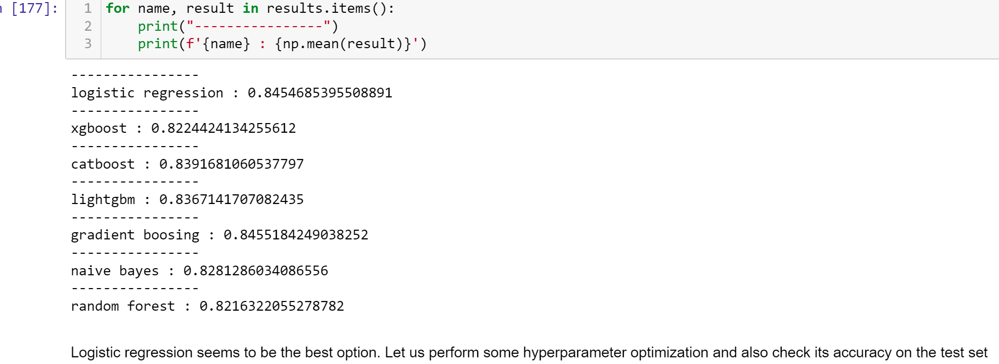 [177]:
1 for name, result in results.items():
2     print("----------------")
3     print(f'{name} : {np.mean(result)}')
----------------
logistic regression : 0.8454685395508891
----------------
xgboost : 0.8224424134255612
----------------
catboost : 0.8391681060537797
----------------
lightgbm : 0.8367141707082435
----------------
gradient boosing : 0.8455184249038252
----------------
naive bayes : 0.8281286034086556
----------------
random forest : 0.8216322055278782
Logistic regression seems to be the best option. Let us perform some hyperparameter optimization and also check its accuracy on the test set